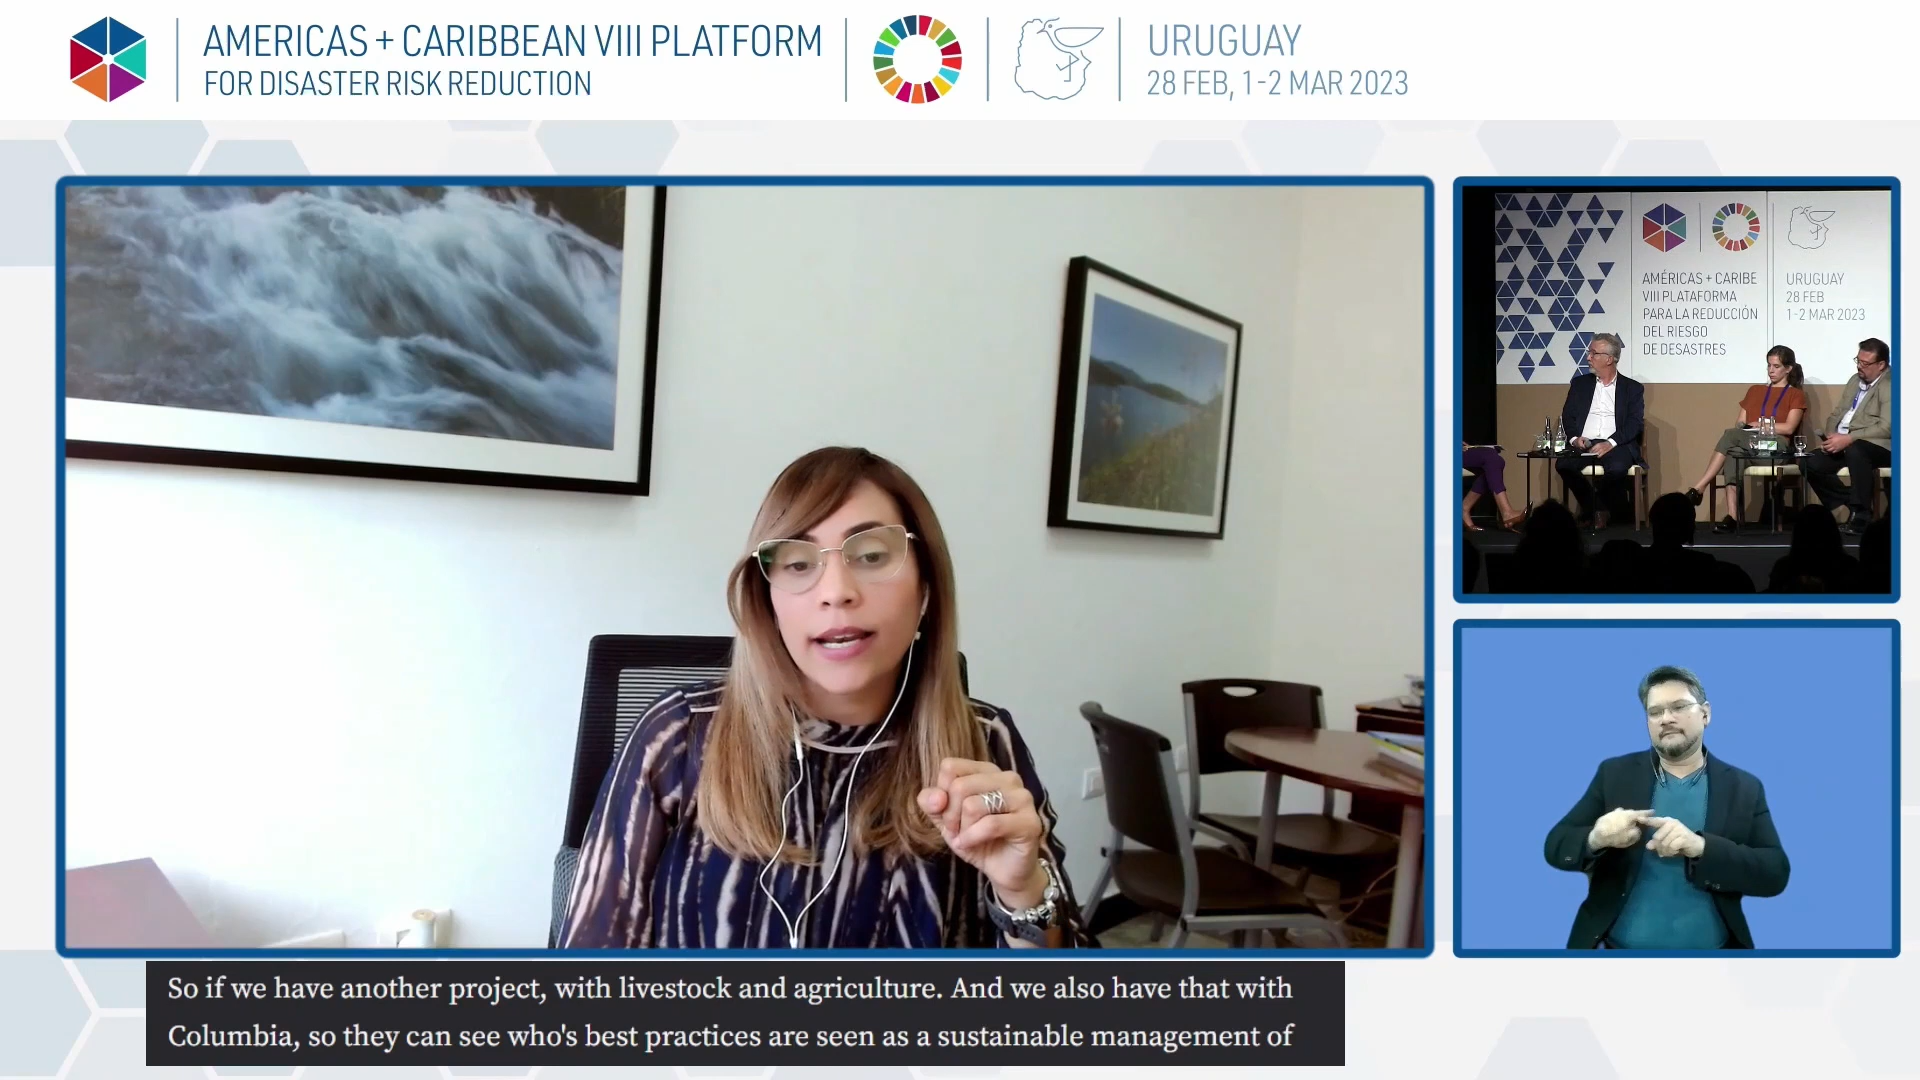 AMERICAS + CARIBBEAN VIII PLATFORM
FOR DISASTER RISK REDUCTION
URUGUAY
28 FEB, 1-2 MAR 2023
AMÉRICAS + CARIBE
VIII PLATAFORMA
PARA LA REDUCCIÓN
DEL RIESGO
DE DESASTRES
URUGUAY
28 FEB
1-2 MAR 2023
So if we have another project, with livestock and agriculture. And we also have that with
Columbia, so they can see who's best practices are seen as a sustainable management of